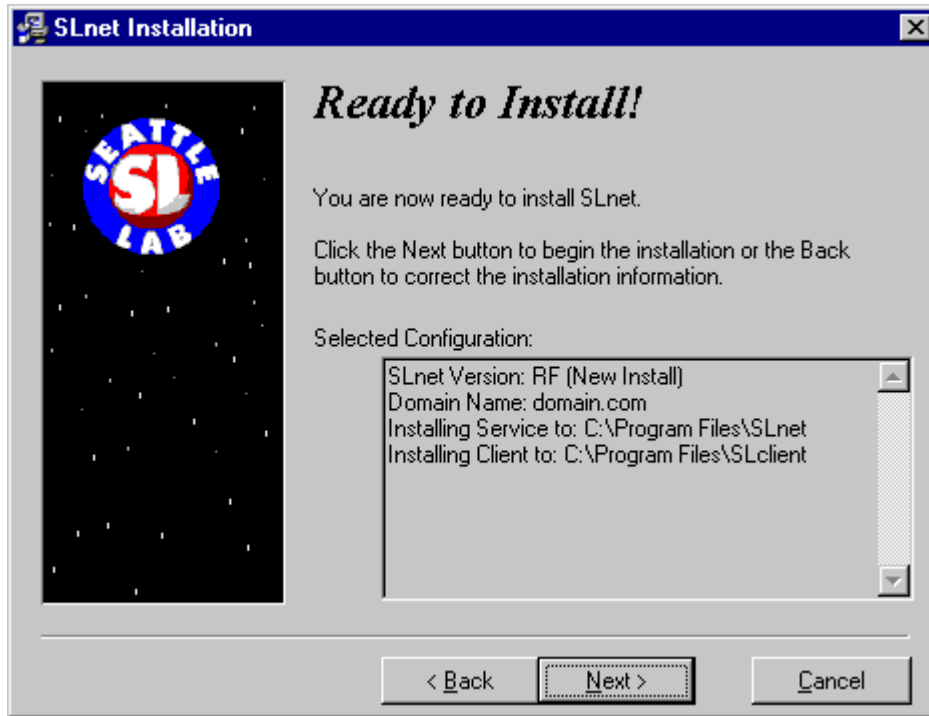 SLnet Installation
SEATTLE
SL
LAB
Ready to Install!
You are now ready to install SLnet.
Click the Next button to begin the installation or the Back
button to correct the installation information.
Selected Configuration:
SLnet Version: RF (New Install)
Domain Name: domain.com
Installing Service to: C:\Program Files\SLnet
Installing Client to: C:\Program Files\SLclient
< Back
Next >
Cancel